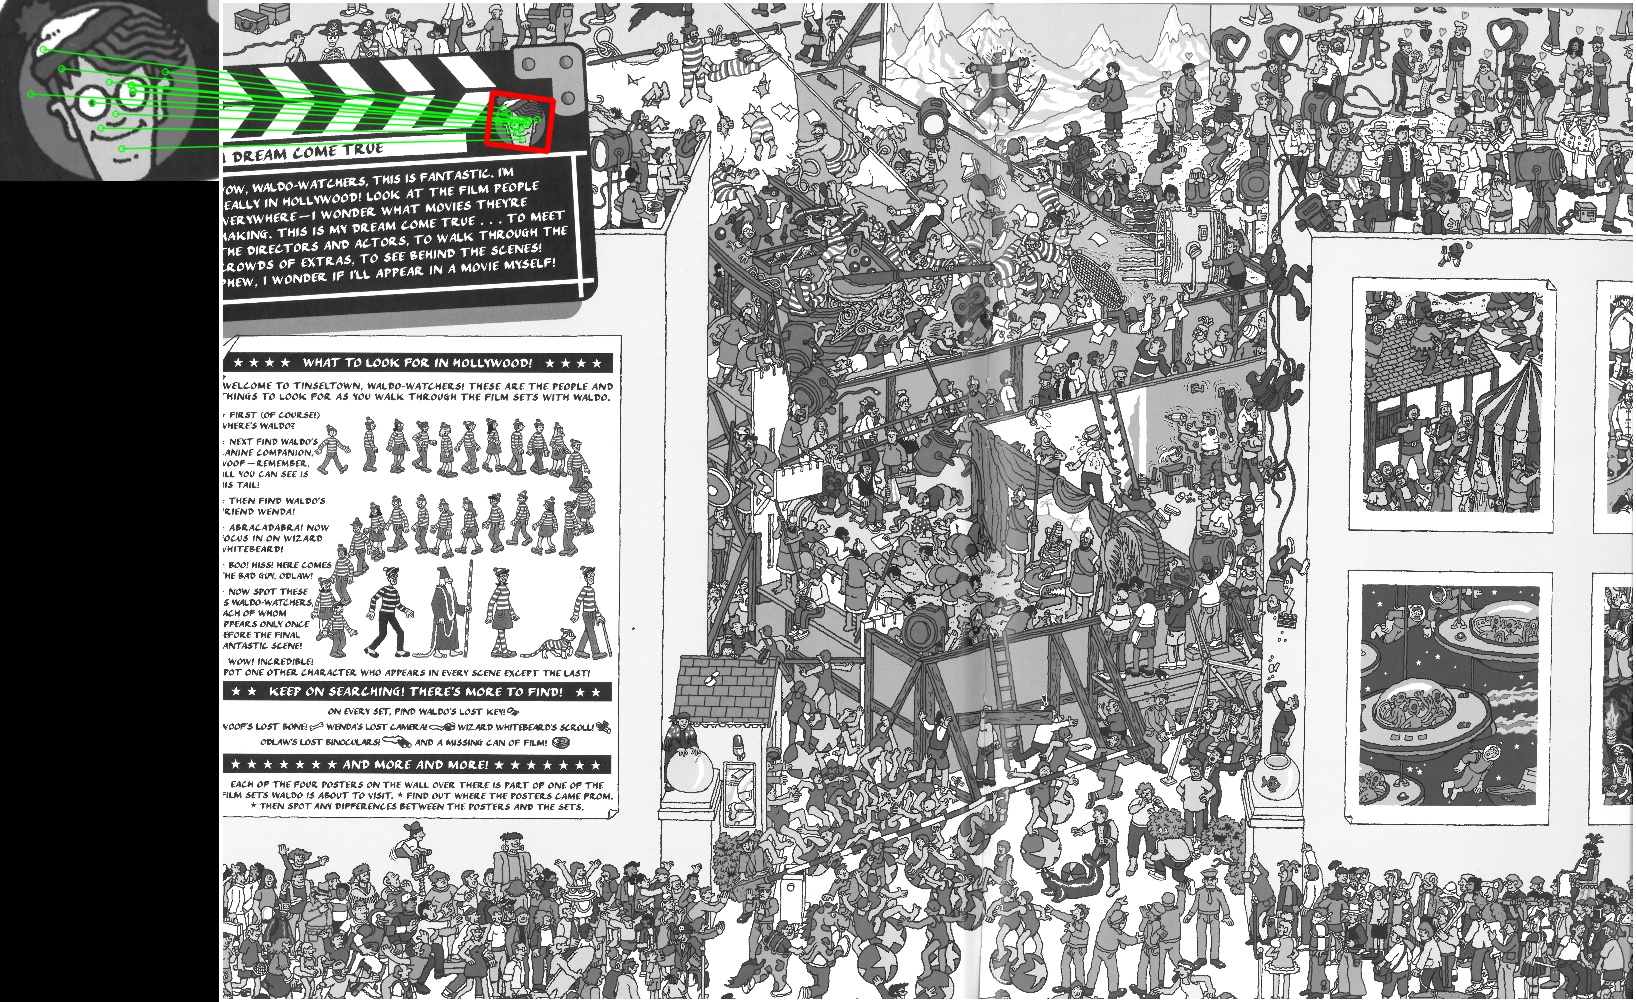 DREAM COME TRUE
OW, WALDO-WATCHERS, THIS IS FANTASTIC. I'M
EALLY IN HOLLYWOOD! LOOK AT THE FILM PEOPLE
VERYWHERE—I WONDER WHAT MOVIES THEY'RE
MAKING. THIS IS MY DREAM COME TRUE . . . TO MEET
HE DIRECTORS AND ACTORS, TO WALK THROUGH THE
CROWDS OF EXTRAS, TO SEE BEHIND THE SCENES!
PHEW, I WONDER IF I'LL APPEAR IN A MOVIE MYSELF!
★ ★ ★ ★ WHAT TO LOOK FOR IN HOLLYWOOD! ★ ★ ★ ★
WELCOME TO TINSELTOWN, WALDO-WATCHERS! THESE ARE THE PEOPLE AND
THINGS TO LOOK FOR AS YOU WALK THROUGH THE FILM SETS WITH WALDO.
FIRST (OF COURSE!)
WHERE'S WALDO?
NEXT FIND WALDO'S
ANINE COMPANION,
WOOF—REMEMBER,
ALL YOU CAN SEE IS
HIS TAIL!
THEN FIND WALDO'S
FRIEND WENDA!
ABRACADABRA! NOW
FOCUS IN ON WIZARD
WHITEBEARD!
BOO! HISS! HERE COMES
THE BAD GUY, ODLAW!
NOW SPOT THESE
S WALDO-WATCHERS,
ACH OF WHOM
PPEARS ONLY ONCE
EFORE THE FINAL
ANTASTIC SCENE!
WOW! INCREDIBLE!
POT ONE OTHER CHARACTER WHO APPEARS IN EVERY SCENE EXCEPT THE LAST!
★ ★ KEEP ON SEARCHING! THERE'S MORE TO FIND! ★ ★
ON EVERY SET, FIND WALDO'S LOST KEY!
WOOF'S LOST BONE! WENDA'S LOST CAMERA! WIZARD WHITEBEARD'S SCROLL!
ODLAW'S LOST BINOCULARS! AND A MISSING CAN OF FILM!
★ ★ ★ ★ ★ ★ ★ AND MORE AND MORE! ★ ★ ★ ★ ★ ★ ★
EACH OF THE FOUR POSTERS ON THE WALL OVER THERE IS PART OF ONE OF THE
FILM SETS WALDO IS ABOUT TO VISIT. ★ FIND OUT WHERE THE POSTERS CAME FROM.
★ THEN SPOT ANY DIFFERENCES BETWEEN THE POSTERS AND THE SETS.